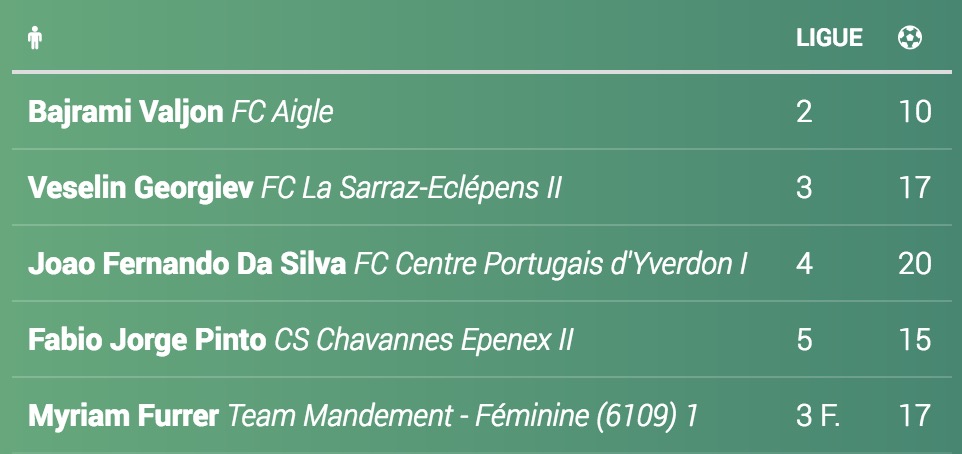 LIGUE
Bajrami Valjon FC Aigle 2 10
Veselin Georgiev FC La Sarraz-Eclépens II 3 17
Joao Fernando Da Silva FC Centre Portugais d'Yverdon I 4 20
Fabio Jorge Pinto CS Chavannes Epenex II 5 15
Myriam Furrer Team Mandement - Féminine (6109) 1 3 F. 17